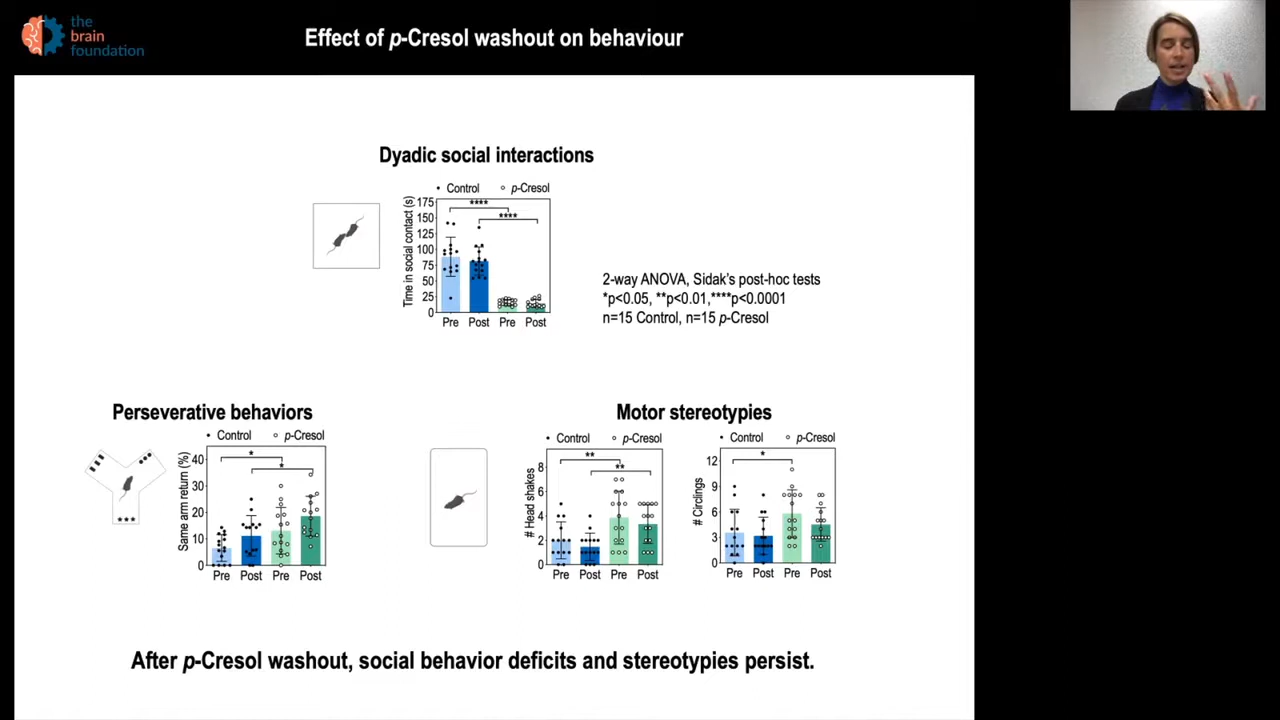 the
brain
foundation
Effect of p-Cresol washout on behaviour
Dyadic social interactions
• Control ○ p-Cresol
Time in social contact (s)
175
150
125
100
75
50
25
0
****
****
Pre Post Pre Post
2-way ANOVA, Sidak's post-hoc tests
*p<0.05, **p<0.01,****p<0.0001
n=15 Control, n=15 p-Cresol
Perseverative behaviors
• Control ○ p-Cresol
Same arm return (%)
40
30
20
10
0
*
*
Pre Post Pre Post
Motor stereotypies
• Control ○ p-Cresol
# Head shakes
8
6
4
2
0
**
**
Pre Post Pre Post
• Control ○ p-Cresol
# Circlings
12
9
6
3
0
*
Pre Post Pre Post
After p-Cresol washout, social behavior deficits and stereotypies persist.